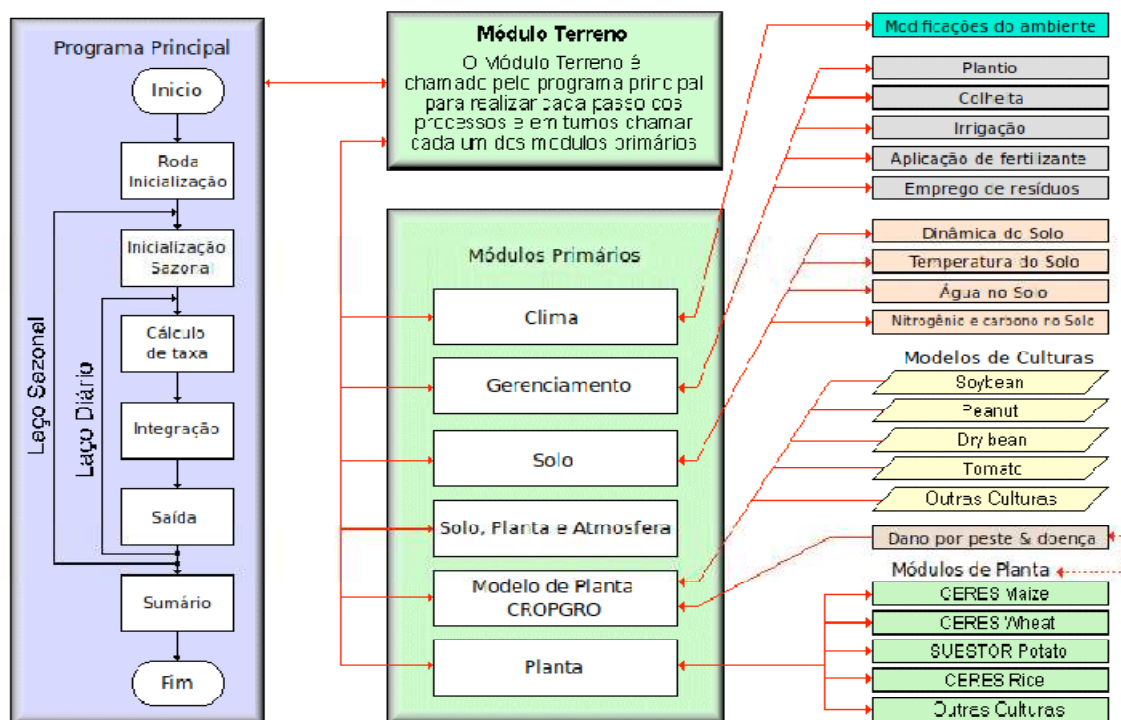 Programa Principal
Inicio
Roda
Inicialização
Inicialização
Sazonal
Cálculo
de taxa
Integração
Saída
Sumário
Fim
Laço Sazonal
Laço Diário
Módulo Terreno
O Módulo Terreno é
chamado pelo programa principal
para realizar cada passo dos
processos e em turnos chamar
cada um dos modulos primários
Módulos Primários
Clima
Gerenciamento
Solo
Solo, Planta e Atmosfera
Modelo de Planta
CROPGRO
Planta
Modificações do ambiente
Plantio
Colheita
Irrigação
Aplicação de fertilizante
Emprego de resíduos
Dinâmica do Solo
Temperatura do Solo
Água no Solo
Nitrogênio e carbono no Solo
Modelos de Culturas
Soybean
Peanut
Dry bean
Tomato
Outras Culturas
Dano por peste & doença
Módulos de Planta
CERES Maize
CERES Wheat
SUESTOR Potato
CERES Rice
Outras Culturas